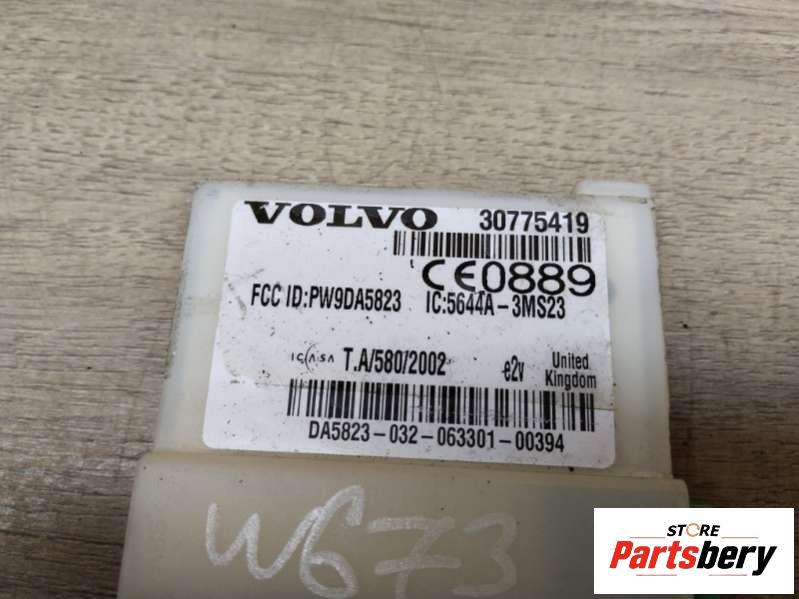 VOLVO 30775419
CE0889
FCC ID:PW9DA5823 IC:5644A-3MS23
ICASA T.A/580/2002 e2v United Kingdom
DA5823-032-063301-00394
W673
STORE
Partsbery